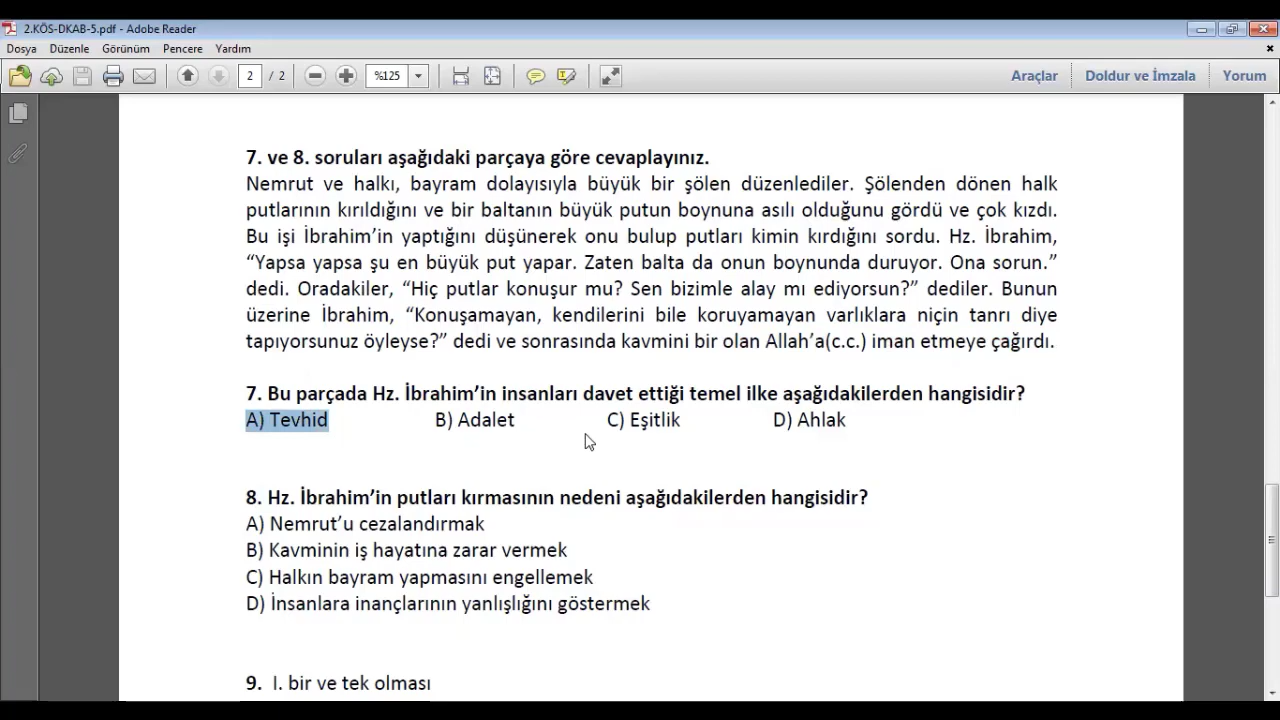 2.KÖS-DKAB-5.pdf - Adobe Reader
Dosya Düzenle Görünüm Pencere Yardım
2 / 2 %125 Araçlar Doldur ve İmzala Yorum
7. ve 8. soruları aşağıdaki parçaya göre cevaplayınız.
Nemrut ve halkı, bayram dolayısıyla büyük bir şölen düzenlediler. Şölenden dönen halk
putlarının kırıldığını ve bir baltanın büyük putun boynuna asılı olduğunu gördü ve çok kızdı.
Bu işi İbrahim’in yaptığını düşünerek onu bulup putları kimin kırdığını sordu. Hz. İbrahim,
“Yapsa yapsa şu en büyük put yapar. Zaten balta da onun boynunda duruyor. Ona sorun.”
dedi. Oradakiler, “Hiç putlar konuşur mu? Sen bizimle alay mı ediyorsun?” dediler. Bunun
üzerine İbrahim, “Konuşamayan, kendilerini bile koruyamayan varlıklara niçin tanrı diye
tapıyorsunuz öyleyse?” dedi ve sonrasında kavmini bir olan Allah’a(c.c.) iman etmeye çağırdı.
7. Bu parçada Hz. İbrahim’in insanları davet ettiği temel ilke aşağıdakilerden hangisidir?
A) Tevhid B) Adalet C) Eşitlik D) Ahlak
8. Hz. İbrahim’in putları kırmasının nedeni aşağıdakilerden hangisidir?
A) Nemrut’u cezalandırmak
B) Kavminin iş hayatına zarar vermek
C) Halkın bayram yapmasını engellemek
D) İnsanlara inançlarının yanlışlığını göstermek
9. I. bir ve tek olması